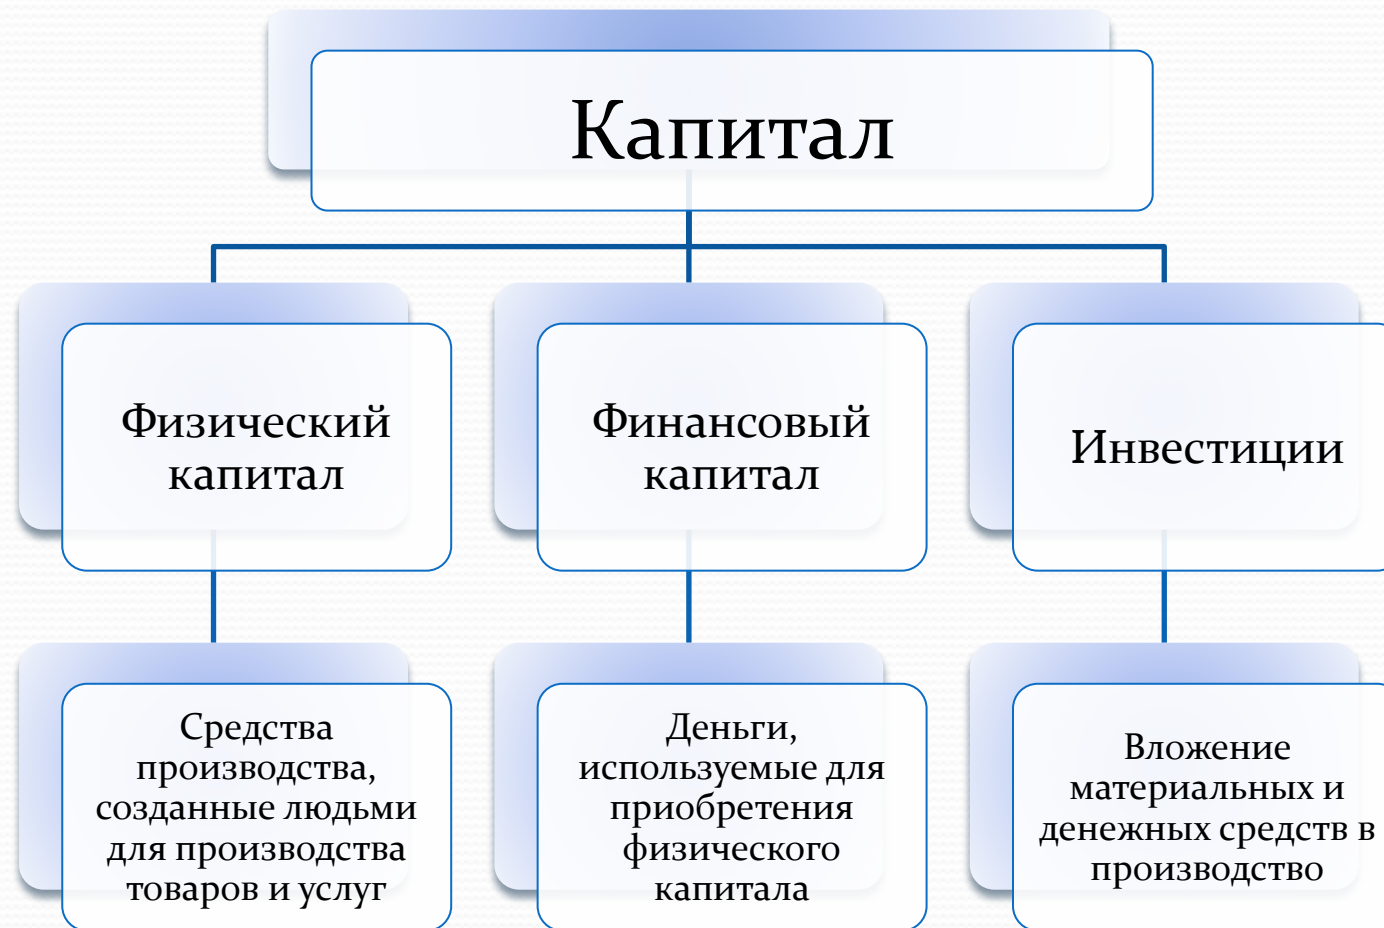 Капитал
Физический
капитал
Финансовый
капитал
Инвестиции
Средства
производства,
созданные людьми
для производства
товаров и услуг
Деньги,
используемые для
приобретения
физического
капитала
Вложение
материальных и
денежных средств в
производство